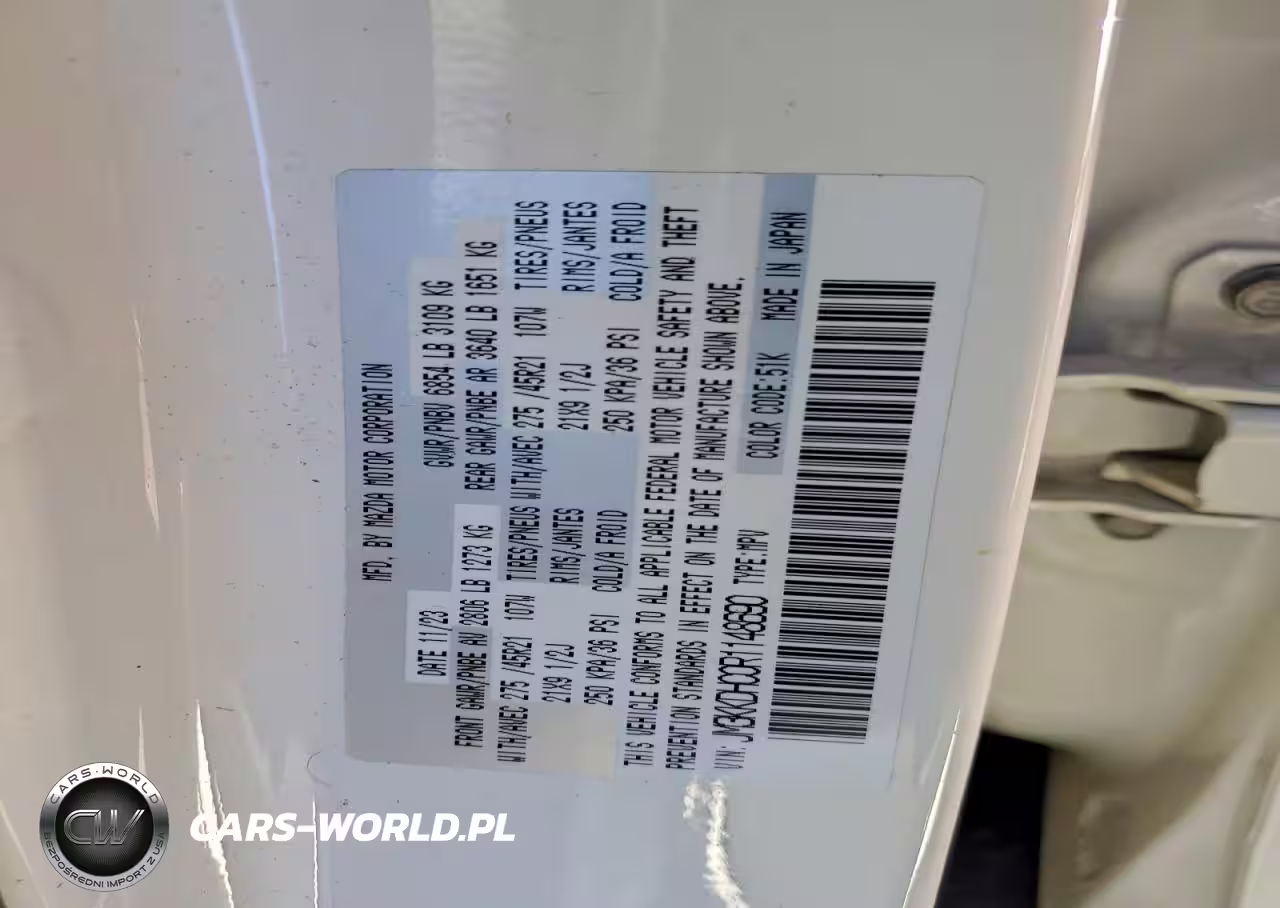 MFD. BY MAZDA MOTOR CORPORATION
DATE 11/23 GVWR/PNBV 6854 LB 3109 KG
FRONT GAWR/PNBE AV 2806 LB 1273 KG REAR GAWR/PNBE AR 3640 LB 1651 KG
WITH/AVEC 275 /45R21 107W TIRES/PNEUS WITH/AVEC 275 /45R21 107W TIRES/PNEUS
21X9 1/2J RIMS/JANTES 21X9 1/2J RIMS/JANTES
250 KPA/36 PSI COLD/A FROID 250 KPA/36 PSI COLD/A FROID
THIS VEHICLE CONFORMS TO ALL APPLICABLE FEDERAL MOTOR VEHICLE SAFETY AND THEFT
PREVENTION STANDARDS IN EFFECT ON THE DATE OF MANUFACTURE SHOWN ABOVE.
VIN: JM3KKDHC0R1148690 TYPE:MPV
COLOR CODE:51K MADE IN JAPAN
CARS-WORLD
CW
BEZPOŚREDNI IMPORT Z USA
CARS-WORLD.PL